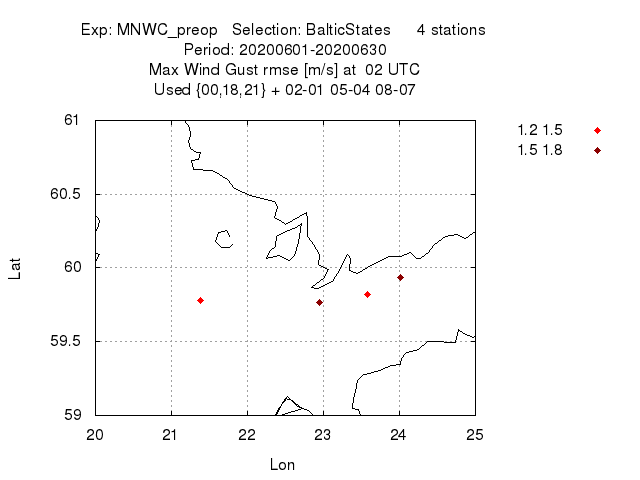 Exp: MNWC_preop   Selection: BalticStates      4 stations
Period: 20200601-20200630
Max Wind Gust rmse [m/s] at  02 UTC
Used {00,18,21} + 02-01 05-04 08-07
1.2 1.5
1.5 1.8
61
60.5
60
59.5
59
Lat
20 21 22 23 24 25
Lon